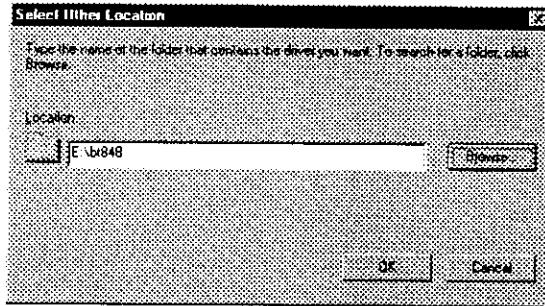 Select Other Location
Type the name of the folder that contains the driver you want. To search for a folder, click
Browse.
Location:
E:\bt848
Browse...
OK
Cancel